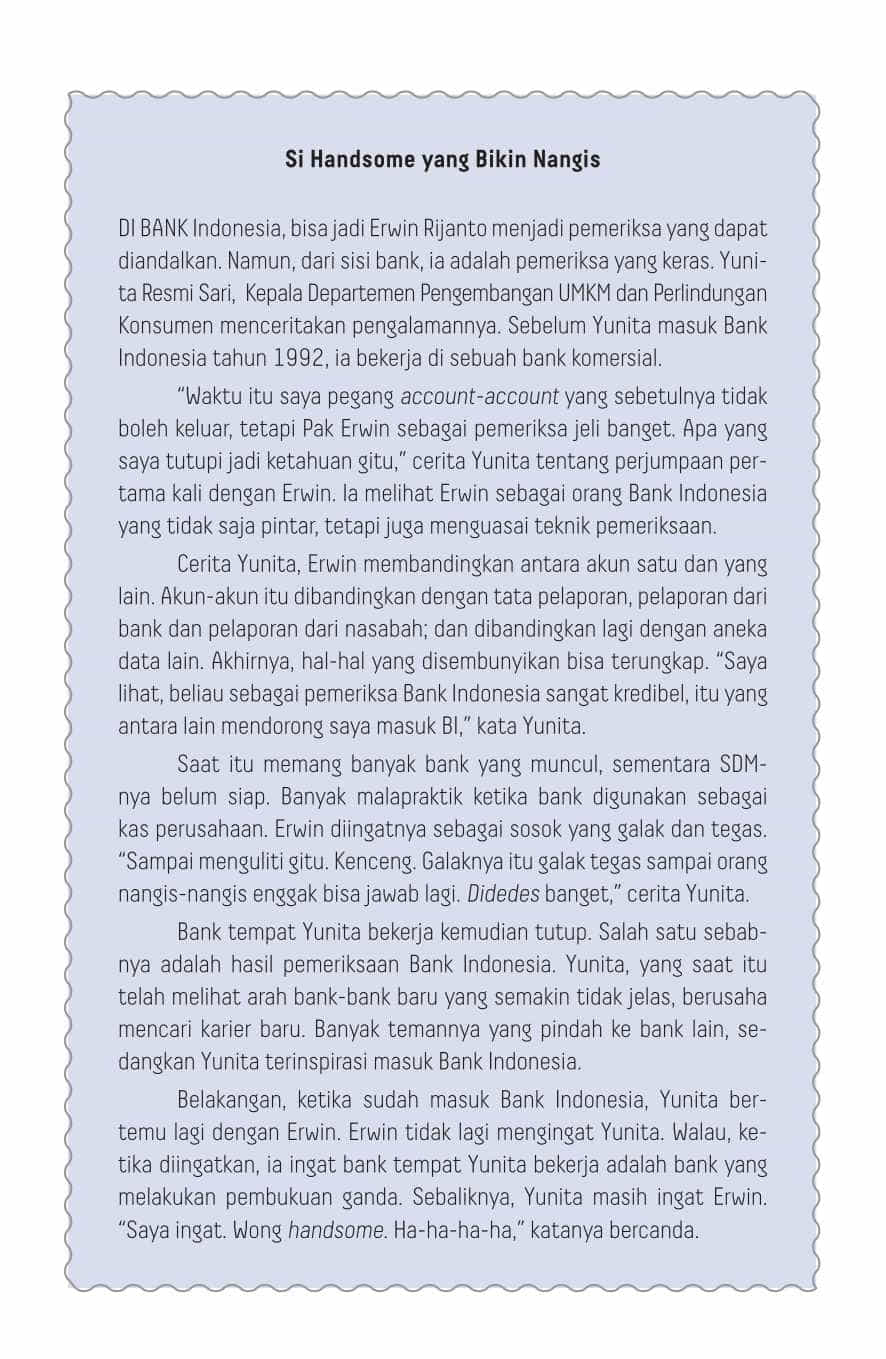 Si Handsome yang Bikin Nangis
DI BANK Indonesia, bisa jadi Erwin Rijanto menjadi pemeriksa yang dapat
diandalkan. Namun, dari sisi bank, ia adalah pemeriksa yang keras. Yuni-
ta Resmi Sari, Kepala Departemen Pengembangan UMKM dan Perlindungan
Konsumen menceritakan pengalamannya. Sebelum Yunita masuk Bank
Indonesia tahun 1992, ia bekerja di sebuah bank komersial.
“Waktu itu saya pegang account-account yang sebetulnya tidak
boleh keluar, tetapi Pak Erwin sebagai pemeriksa jeli banget. Apa yang
saya tutupi jadi ketahuan gitu,” cerita Yunita tentang perjumpaan per-
tama kali dengan Erwin. Ia melihat Erwin sebagai orang Bank Indonesia
yang tidak saja pintar, tetapi juga menguasai teknik pemeriksaan.
Cerita Yunita, Erwin membandingkan antara akun satu dan yang
lain. Akun-akun itu dibandingkan dengan tata pelaporan, pelaporan dari
bank dan pelaporan dari nasabah; dan dibandingkan lagi dengan aneka
data lain. Akhirnya, hal-hal yang disembunyikan bisa terungkap. “Saya
lihat, beliau sebagai pemeriksa Bank Indonesia sangat kredibel, itu yang
antara lain mendorong saya masuk BI,” kata Yunita.
Saat itu memang banyak bank yang muncul, sementara SDM-
nya belum siap. Banyak malapraktik ketika bank digunakan sebagai
kas perusahaan. Erwin diingatnya sebagai sosok yang galak dan tegas.
“Sampai menguliti gitu. Kenceng. Galaknya itu galak tegas sampai orang
nangis-nangis enggak bisa jawab lagi. Didedes banget,” cerita Yunita.
Bank tempat Yunita bekerja kemudian tutup. Salah satu sebab-
nya adalah hasil pemeriksaan Bank Indonesia. Yunita, yang saat itu
telah melihat arah bank-bank baru yang semakin tidak jelas, berusaha
mencari karier baru. Banyak temannya yang pindah ke bank lain, se-
dangkan Yunita terinspirasi masuk Bank Indonesia.
Belakangan, ketika sudah masuk Bank Indonesia, Yunita ber-
temu lagi dengan Erwin. Erwin tidak lagi mengingat Yunita. Walau, ke-
tika diingatkan, ia ingat bank tempat Yunita bekerja adalah bank yang
melakukan pembukuan ganda. Sebaliknya, Yunita masih ingat Erwin.
“Saya ingat. Wong handsome. Ha-ha-ha-ha,” katanya bercanda.